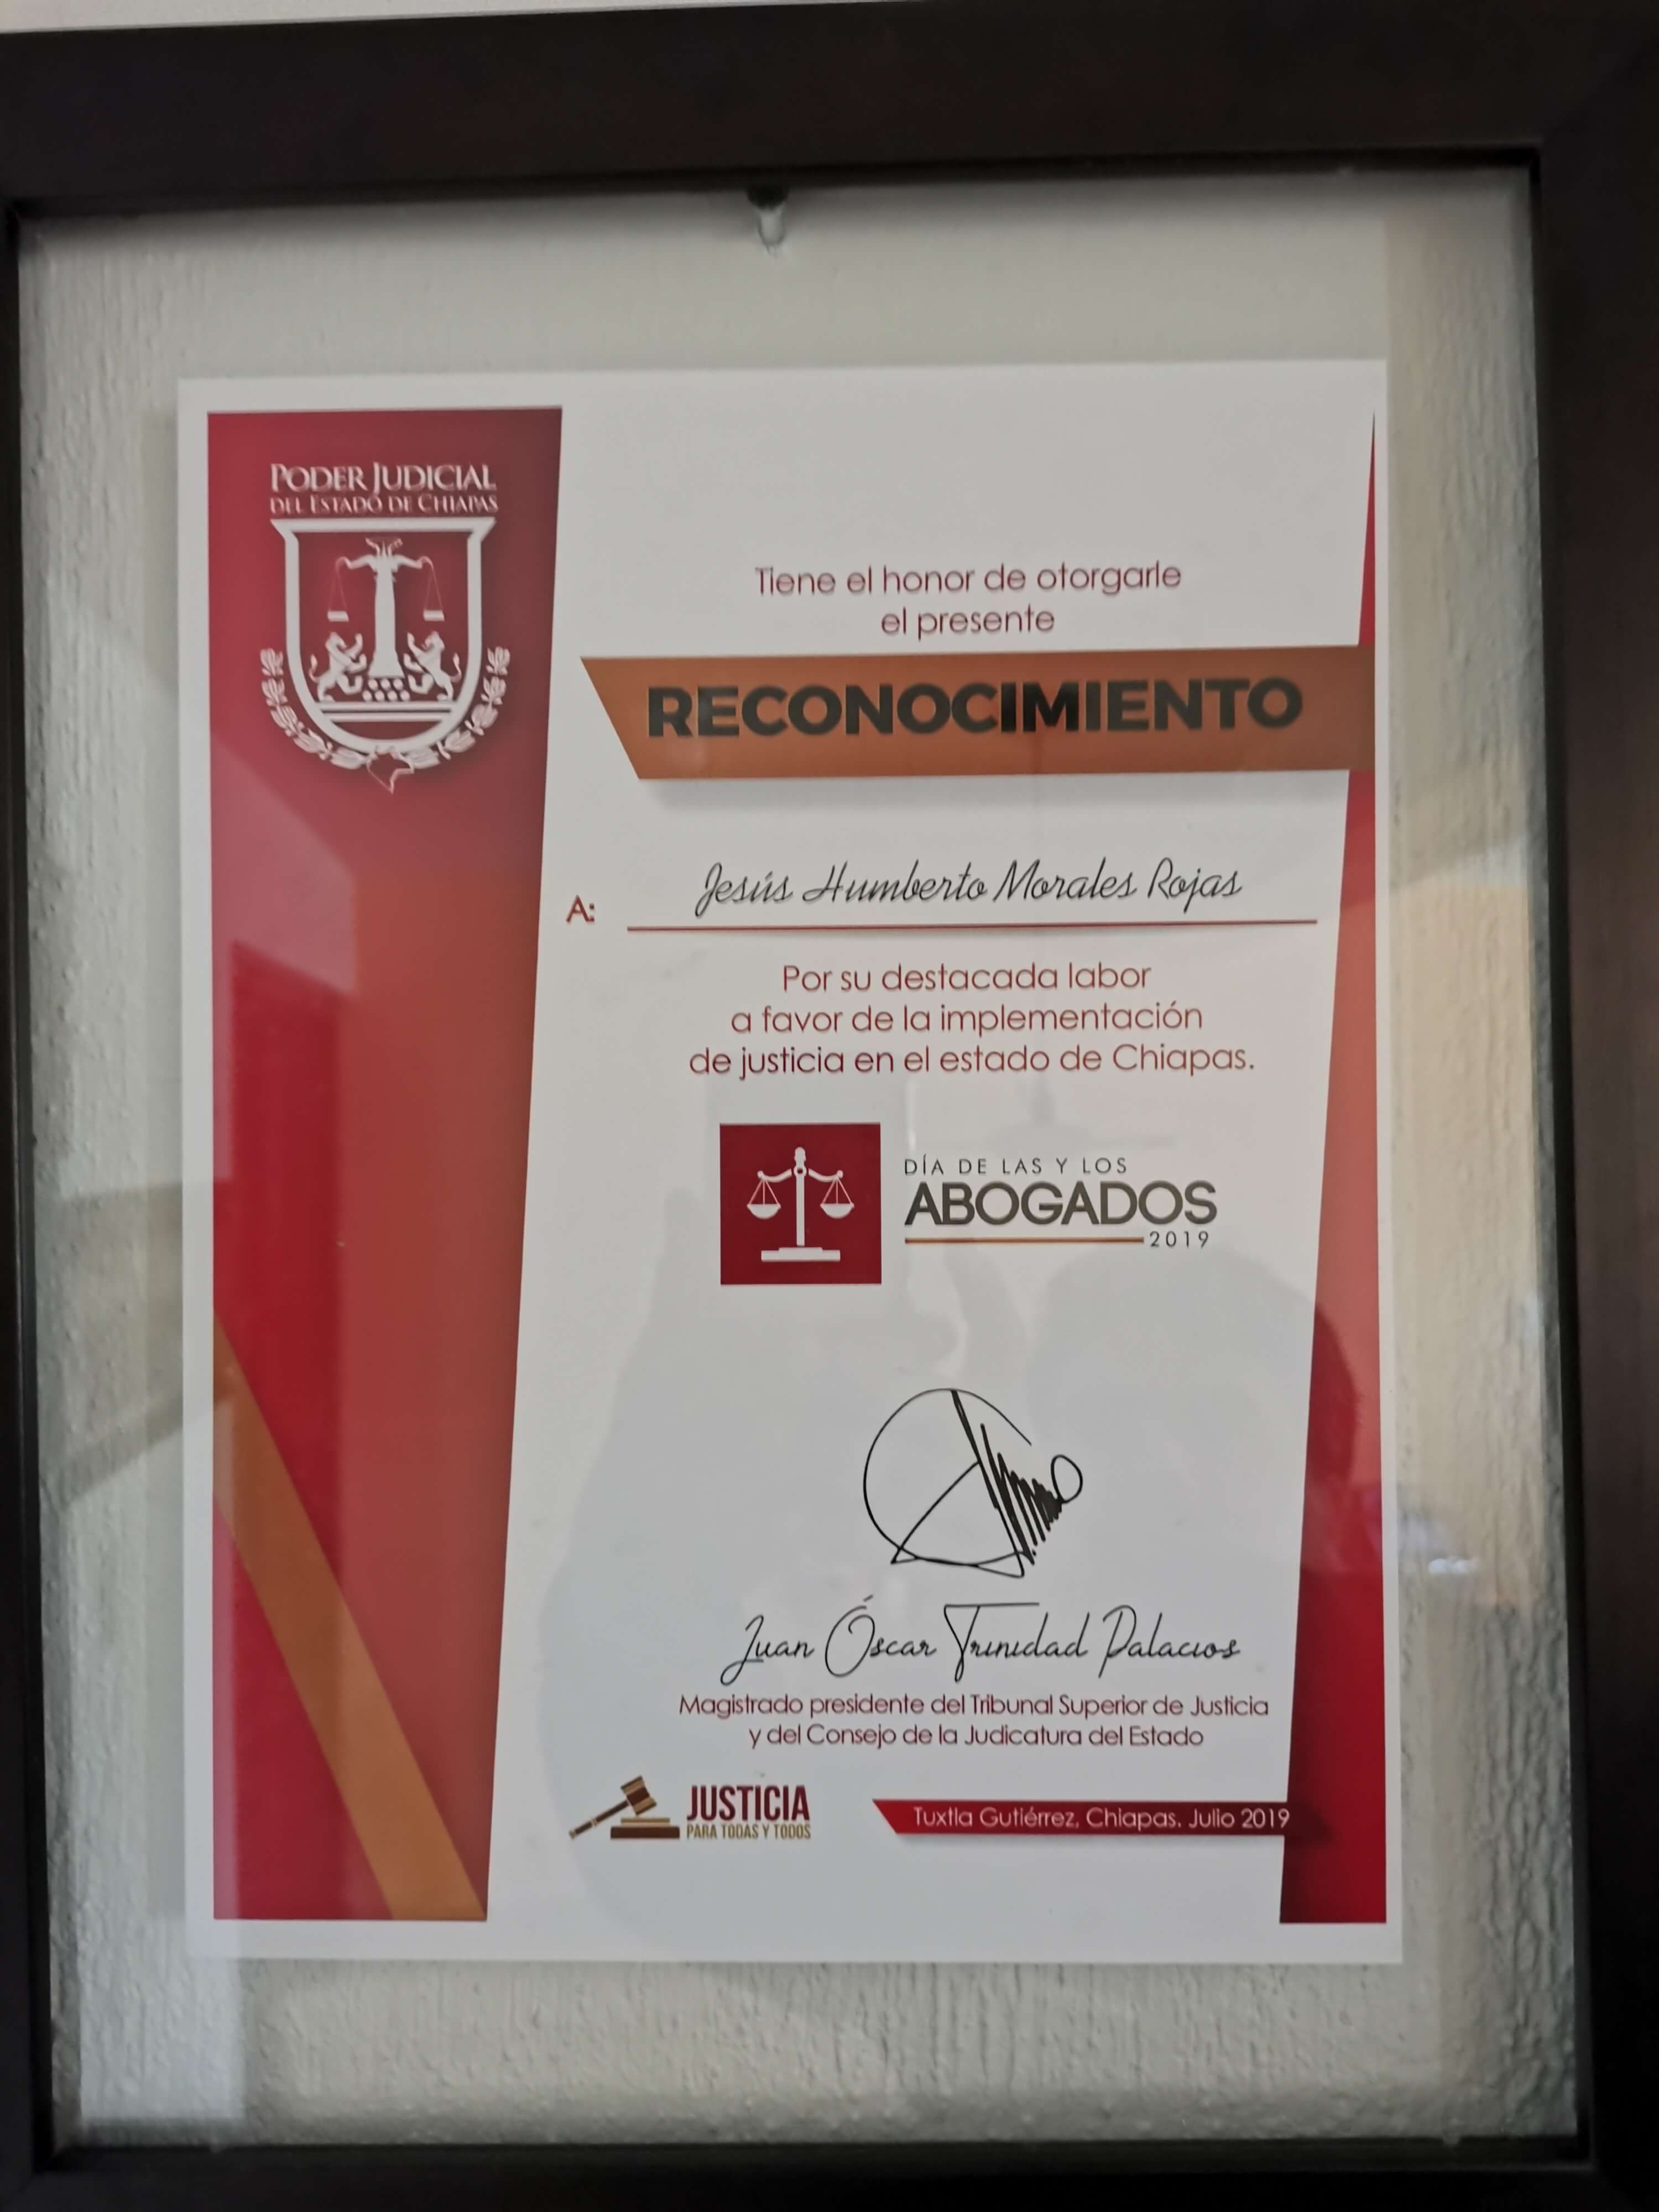 PODER JUDICIAL
DEL ESTADO DE CHIAPAS
Tiene el honor de otorgarle
el presente
RECONOCIMIENTO
A: Jesús Humberto Morales Rojas
Por su destacada labor
a favor de la implementación
de justicia en el estado de Chiapas.
DÍA DE LAS Y LOS
ABOGADOS
2019
Juan Óscar Trinidad Palacios
Magistrado presidente del Tribunal Superior de Justicia
y del Consejo de la Judicatura del Estado
JUSTICIA
PARA TODAS Y TODOS
Tuxtla Gutiérrez, Chiapas. Julio 2019